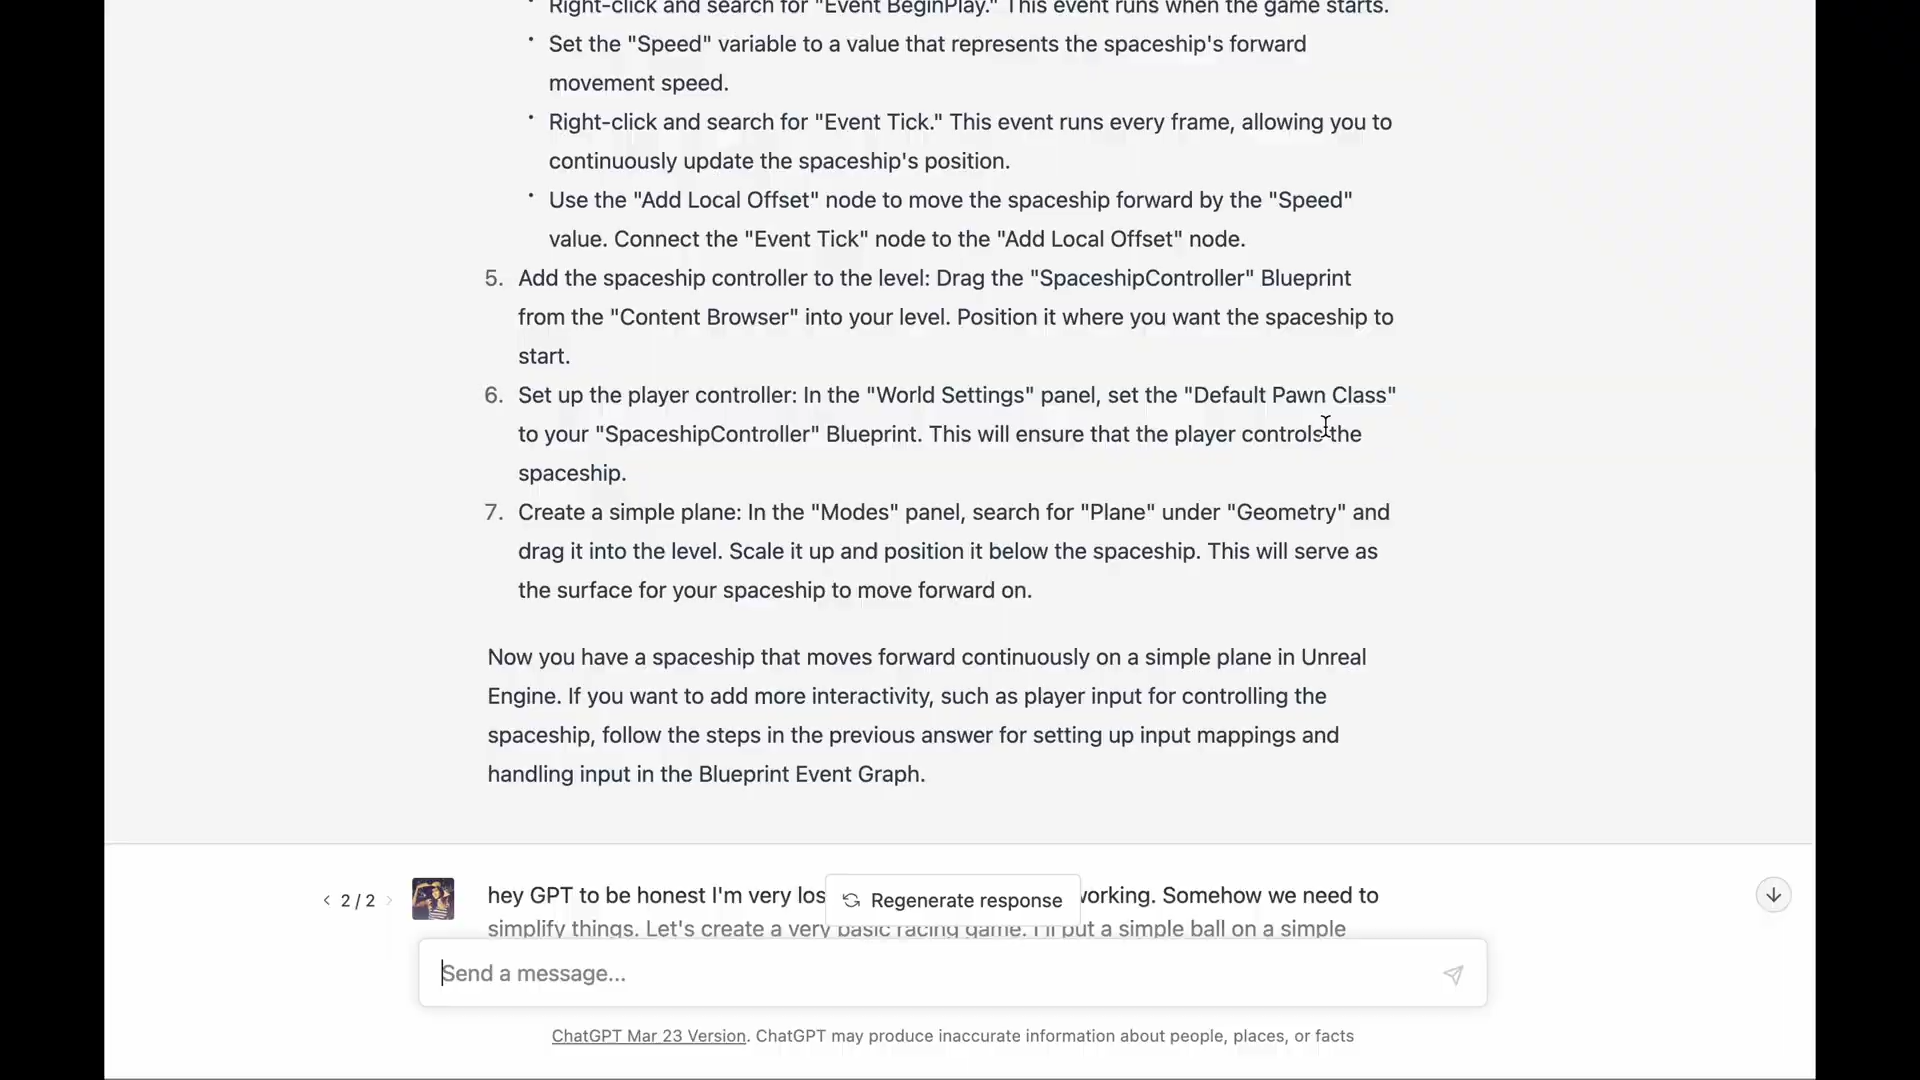 Right-click and search for "Event BeginPlay." This event runs when the game starts.
• Set the "Speed" variable to a value that represents the spaceship's forward
movement speed.
• Right-click and search for "Event Tick." This event runs every frame, allowing you to
continuously update the spaceship's position.
• Use the "Add Local Offset" node to move the spaceship forward by the "Speed"
value. Connect the "Event Tick" node to the "Add Local Offset" node.
5. Add the spaceship controller to the level: Drag the "SpaceshipController" Blueprint
from the "Content Browser" into your level. Position it where you want the spaceship to
start.
6. Set up the player controller: In the "World Settings" panel, set the "Default Pawn Class"
to your "SpaceshipController" Blueprint. This will ensure that the player controls the
spaceship.
7. Create a simple plane: In the "Modes" panel, search for "Plane" under "Geometry" and
drag it into the level. Scale it up and position it below the spaceship. This will serve as
the surface for your spaceship to move forward on.
Now you have a spaceship that moves forward continuously on a simple plane in Unreal
Engine. If you want to add more interactivity, such as player input for controlling the
spaceship, follow the steps in the previous answer for setting up input mappings and
handling input in the Blueprint Event Graph.
< 2 / 2 >
hey GPT to be honest I'm very los working. Somehow we need to
Regenerate response
simplify things. Let's create a very basic racing game. I'll put a simple ball on a simple
Send a message...
ChatGPT Mar 23 Version. ChatGPT may produce inaccurate information about people, places, or facts